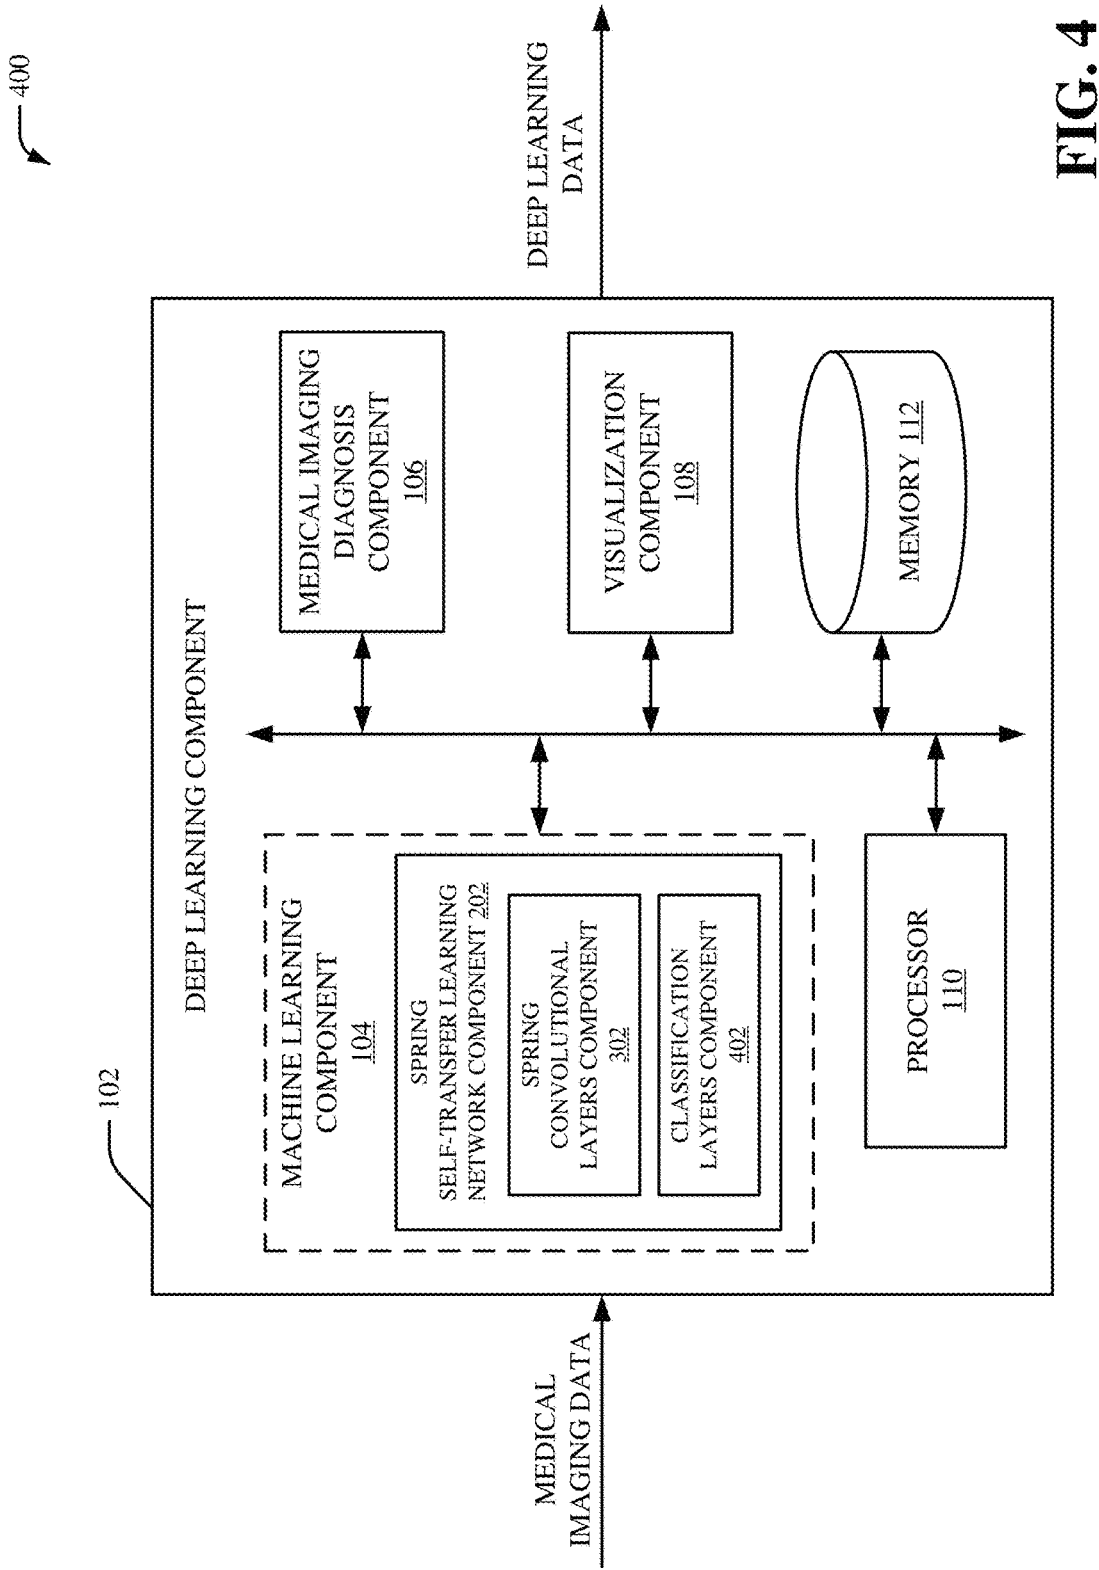 400
102
DEEP LEARNING COMPONENT
MACHINE LEARNING
COMPONENT
104
SPRING
SELF-TRANSFER LEARNING
NETWORK COMPONENT 202
SPRING
CONVOLUTIONAL
LAYERS COMPONENT
302
CLASSIFICATION
LAYERS COMPONENT
402
PROCESSOR
110
MEDICAL IMAGING
DIAGNOSIS
COMPONENT
106
VISUALIZATION
COMPONENT
108
MEMORY 112
MEDICAL
IMAGING DATA
DEEP LEARNING
DATA
FIG. 4